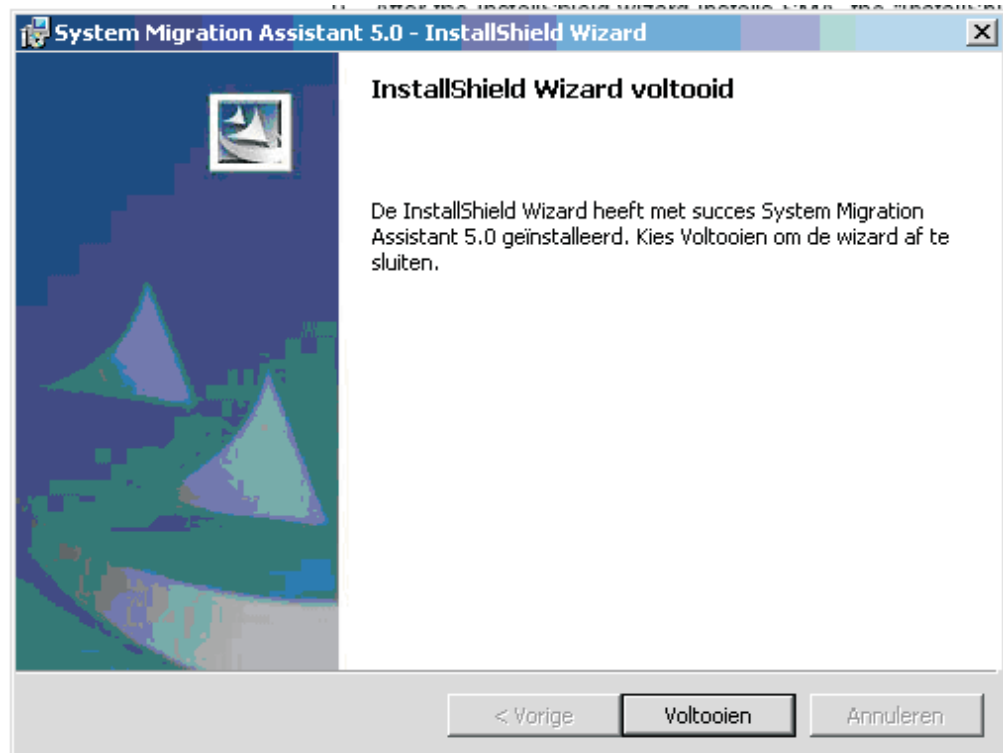 System Migration Assistant 5.0 - InstallShield Wizard
InstallShield Wizard voltooid
De InstallShield Wizard heeft met succes System Migration
Assistant 5.0 geïnstalleerd. Kies Voltooien om de wizard af te
sluiten.
< Vorige
Voltooien
Annuleren